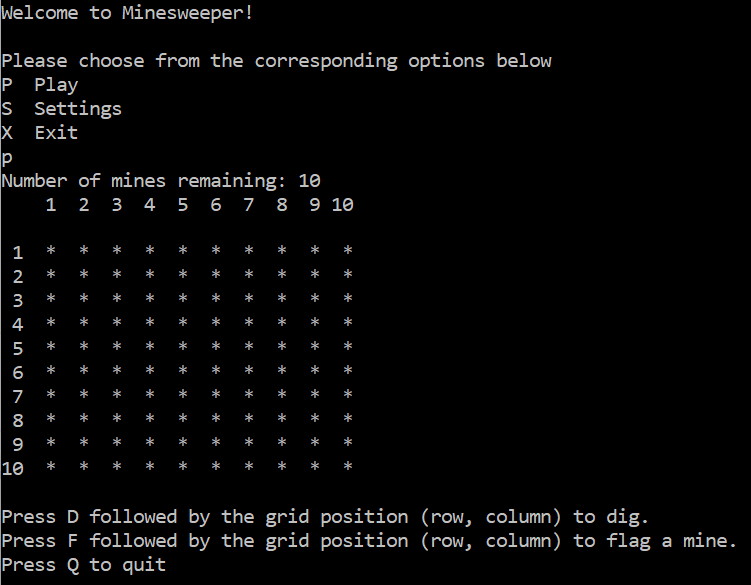 Welcome to Minesweeper!
Please choose from the corresponding options below
P  Play
S  Settings
X  Exit
p
Number of mines remaining: 10
    1  2  3  4  5  6  7  8  9 10
 1  *  *  *  *  *  *  *  *  *  *
 2  *  *  *  *  *  *  *  *  *  *
 3  *  *  *  *  *  *  *  *  *  *
 4  *  *  *  *  *  *  *  *  *  *
 5  *  *  *  *  *  *  *  *  *  *
 6  *  *  *  *  *  *  *  *  *  *
 7  *  *  *  *  *  *  *  *  *  *
 8  *  *  *  *  *  *  *  *  *  *
 9  *  *  *  *  *  *  *  *  *  *
10  *  *  *  *  *  *  *  *  *  *
Press D followed by the grid position (row, column) to dig.
Press F followed by the grid position (row, column) to flag a mine.
Press Q to quit